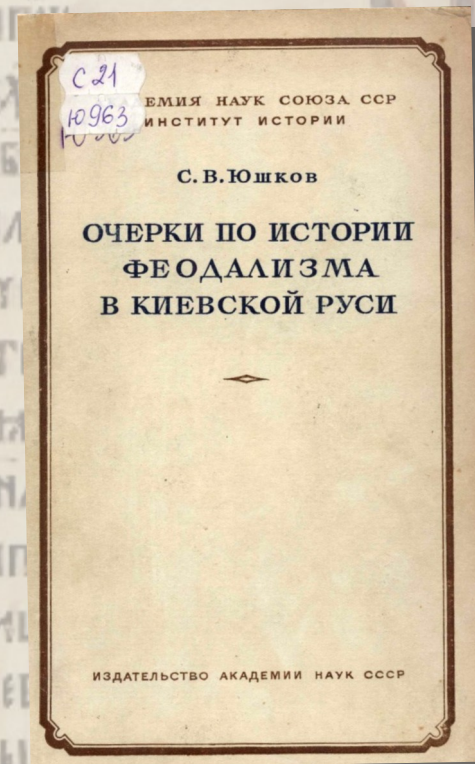 С 21
Ю963
ЕМИЯ НАУК СОЮЗА ССР
ИНСТИТУТ ИСТОРИИ
С. В. Юшков
ОЧЕРКИ ПО ИСТОРИИ
ФЕОДАЛИЗМА
В КИЕВСКОЙ РУСИ
ИЗДАТЕЛЬСТВО АКАДЕМИИ НАУК СССР